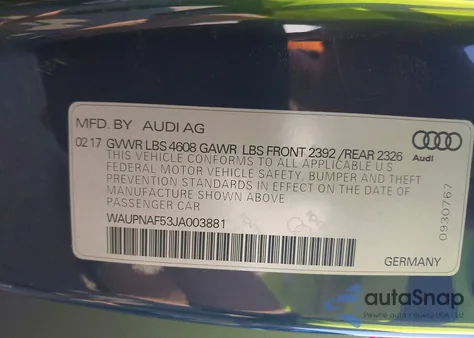 MFD. BY AUDI AG
02 17 GVWR LBS 4608 GAWR LBS FRONT 2392 /REAR 2326
THIS VEHICLE CONFORMS TO ALL APPLICABLE U.S
FEDERAL MOTOR VEHICLE SAFETY, BUMPER AND THEFT
PREVENTION STANDARDS IN EFFECT ON THE DATE OF
MANUFACTURE SHOWN ABOVE
PASSENGER CAR
WAUPNAF53JA003881
GERMANY
Audi
0930767
autoSnap